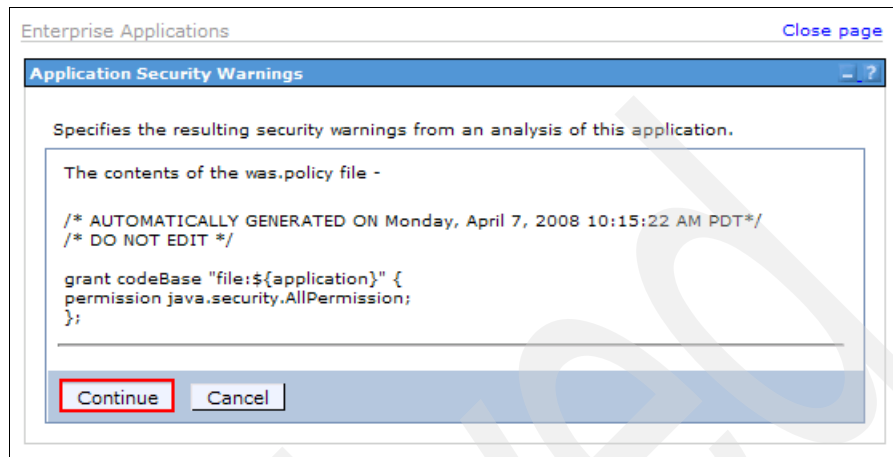 Enterprise Applications Close page
Application Security Warnings - ?
Specifies the resulting security warnings from an analysis of this application.
The contents of the was.policy file -
/* AUTOMATICALLY GENERATED ON Monday, April 7, 2008 10:15:22 AM PDT*/
/* DO NOT EDIT */
grant codeBase "file:${application}" {
permission java.security.AllPermission;
};
Continue Cancel